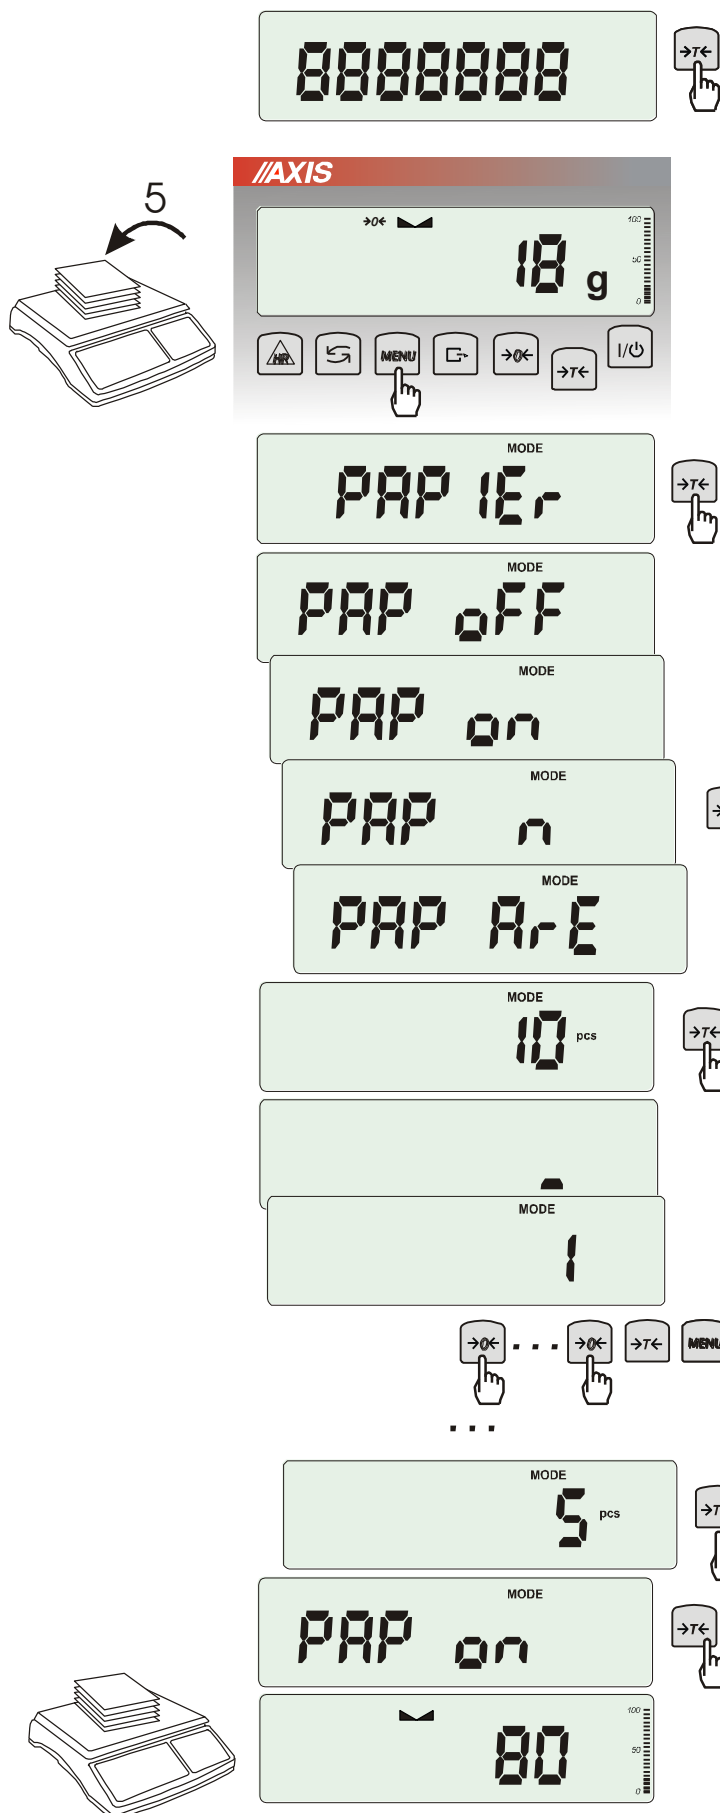 8888888
→T←
5
//AXIS
→0←
18 g
100
50
0
HR
MENU
→0←
→T←
I/⏻
MODE
PAP IEr
→T←
MODE
PAP oFF
MODE
PAP on
MODE
PAP n
MODE
PAP ArE
MODE
10 pcs
→T←
-
MODE
1
→0← ... →0← →T← MENU
...
MODE
5 pcs
→T
MODE
PAP on
→T←
80
100
50
0